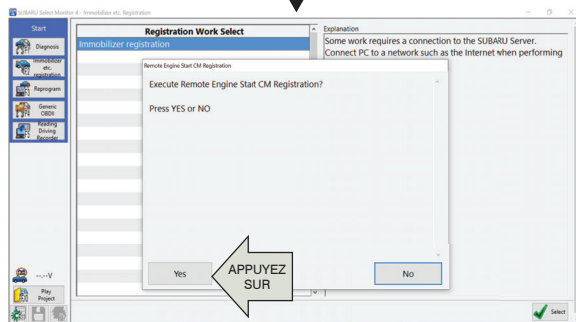 SUBARU Select Monitor 4 - Immobilizer etc. Registration
Start
Diagnosis
Immobilizer
etc.
registration
Reprogram
Generic
OBDII
Reading
Driving
Recorder
--.--V
Play
Project
Registration Work Select
Immobilizer registration
Explanation
Some work requires a connection to the SUBARU Server.
Connect PC to a network such as the Internet when performing
Remote Engine Start CM Registration
Execute Remote Engine Start CM Registration?
Press YES or NO
Yes
APPUYEZ
SUR
No
Select